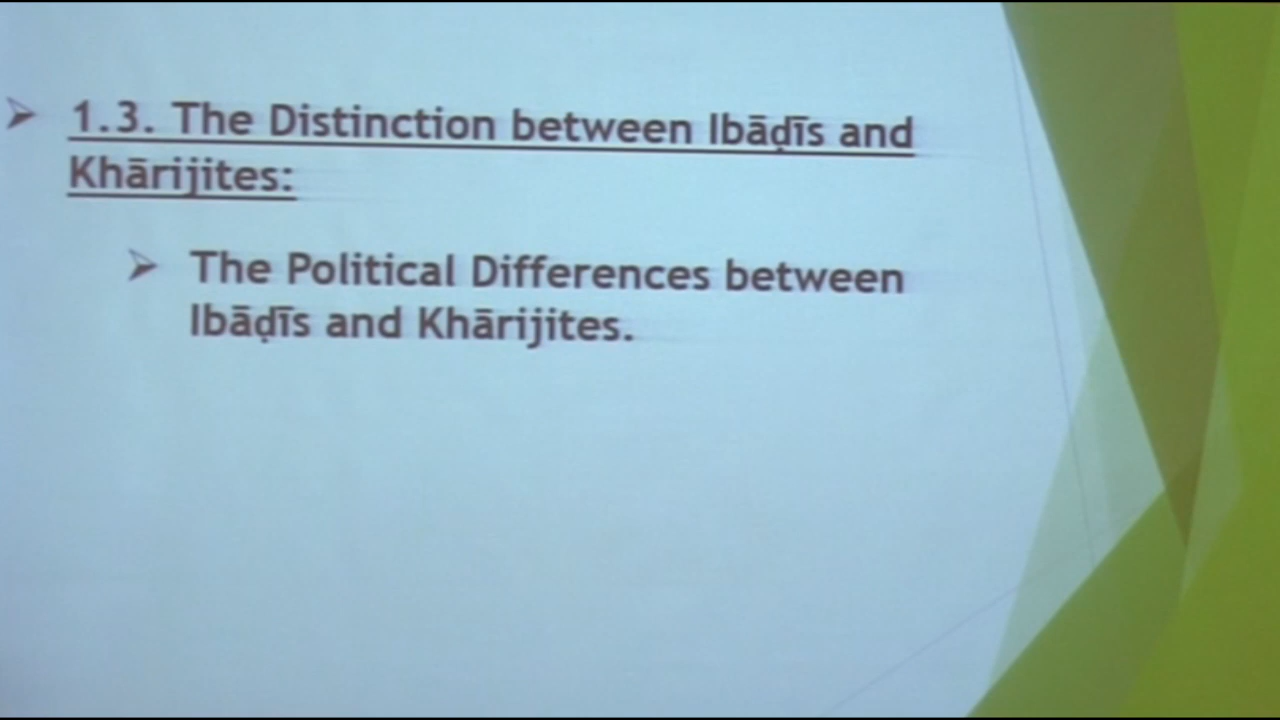 ➢ 1.3. The Distinction between Ibāḍīs and
Khārijites:
➢ The Political Differences between
Ibāḍīs and Khārijites.